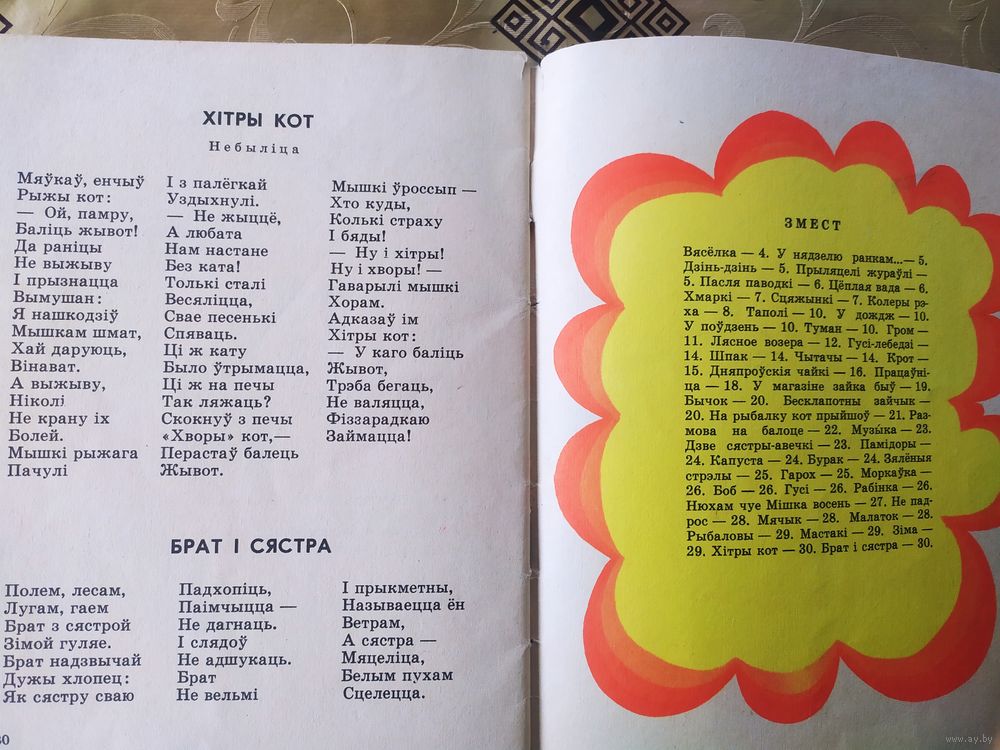 ХІТРЫ КОТ
Небыліца
Мяўкаў, енчыў
Рыжы кот:
— Ой, памру,
Баліць жывот!
Да раніцы
Не выжыву
І прызнацца
Вымушан:
Я нашкодзіў
Мышкам шмат,
Хай даруюць,
Вінават.
А выжыву,
Ніколі
Не крану іх
Болей.
Мышкі рыжага
Пачулі
І з палёгкай
Уздыхнулі.
— Не жыццё,
А любата
Нам настане
Без ката!
Толькі сталі
Весяліцца,
Свае песенькі
Спяваць.
Ці ж кату
Было ўтрымацца,
Ці ж на печы
Так ляжаць?
Скокнуў з печы
«Хворы» кот,—
Перастаў балець
Жывот.
Мышкі ўроссып —
Хто куды,
Колькі страху
І бяды!
— Ну і хітры!
Ну і хворы! —
Гаварылі мышкі
Хорам.
Адказаў ім
Хітры кот:
— У каго баліць
Жывот,
Трэба бегаць,
Не валяцца,
Фіззарадкаю
Займацца!
БРАТ І СЯСТРА
Полем, лесам,
Лугам, гаем
Брат з сястрой
Зімой гуляе.
Брат надзвычай
Дужы хлопец:
Як сястру сваю
Падхопіць,
Паімчыцца —
Не дагнаць.
І слядоў
Не адшукаць.
Брат
Не вельмі
І прыкметны,
Называецца ён
Ветрам,
А сястра —
Мяцеліца,
Белым пухам
Сцелецца.
30
ЗМЕСТ
Вясёлка — 4. У нядзелю ранкам...— 5.
Дзінь-дзінь — 5. Прыляцелі жураўлі —
5. Пасля паводкі — 6. Цёплая вада — 6.
Хмаркі — 7. Сцяжынкі — 7. Колеры рэ-
ха — 8. Таполі — 10. У дождж — 10.
У поўдзень — 10. Туман — 10. Гром —
11. Лясное возера — 12. Гусі-лебедзі —
14. Шпак — 14. Чытачы — 14. Крот —
15. Дняпроўскія чайкі — 16. Працаўні-
ца — 18. У магазіне зайка быў — 19.
Бычок — 20. Бесклапотны зайчык —
20. На рыбалку кот прыйшоў — 21. Раз-
мова на балоце — 22. Музыка — 23.
Дзве сястры-авечкі — 23. Памідоры —
24. Капуста — 24. Бурак — 24. Зялёныя
стрэлы — 25. Гарох — 25. Моркаўка —
26. Боб — 26. Гусі — 26. Рабінка — 26.
Нюхам чуе Мішка восень — 27. Не пад-
рос — 28. Мячык — 28. Малаток — 28.
Рыбаловы — 29. Мастакі — 29. Зіма —
29. Хітры кот — 30. Брат і сястра — 30.
www.ay.by